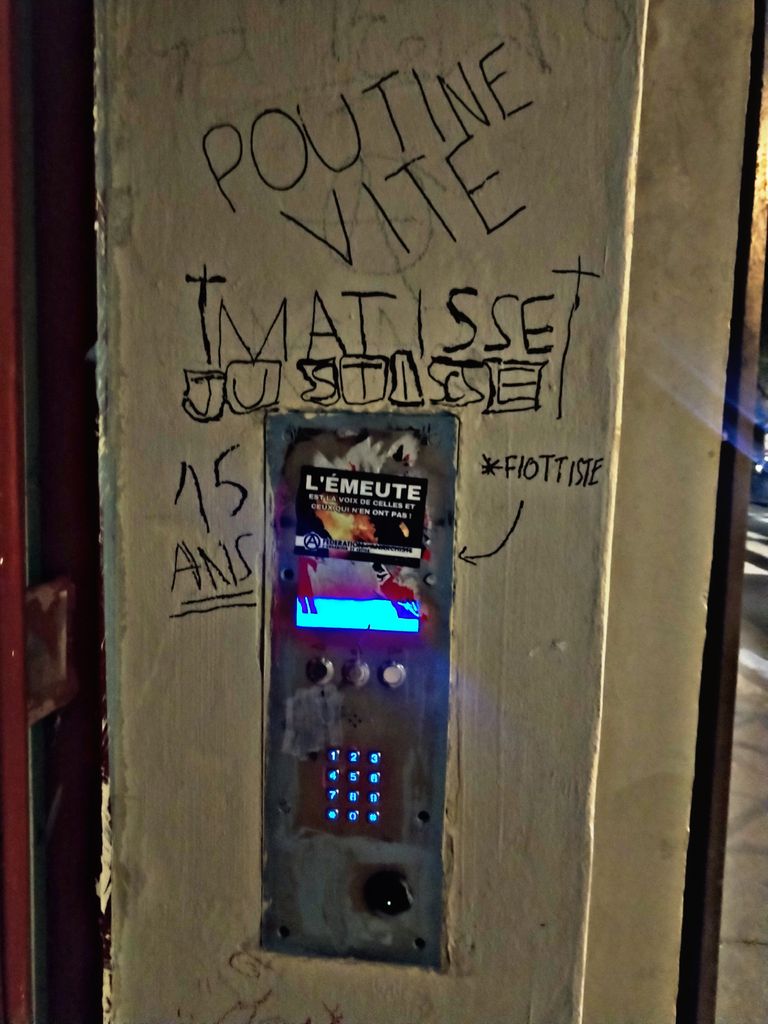 POUTINE
VITE
MATISSE
JUSTISSE
15
ANS
*FIOTTISTE
L'ÉMEUTE
EST LA VOIX DE CELLES ET
CEUX QUI N'EN ONT PAS !
1 2 3
4 5 6
7 8 9
* 0 #